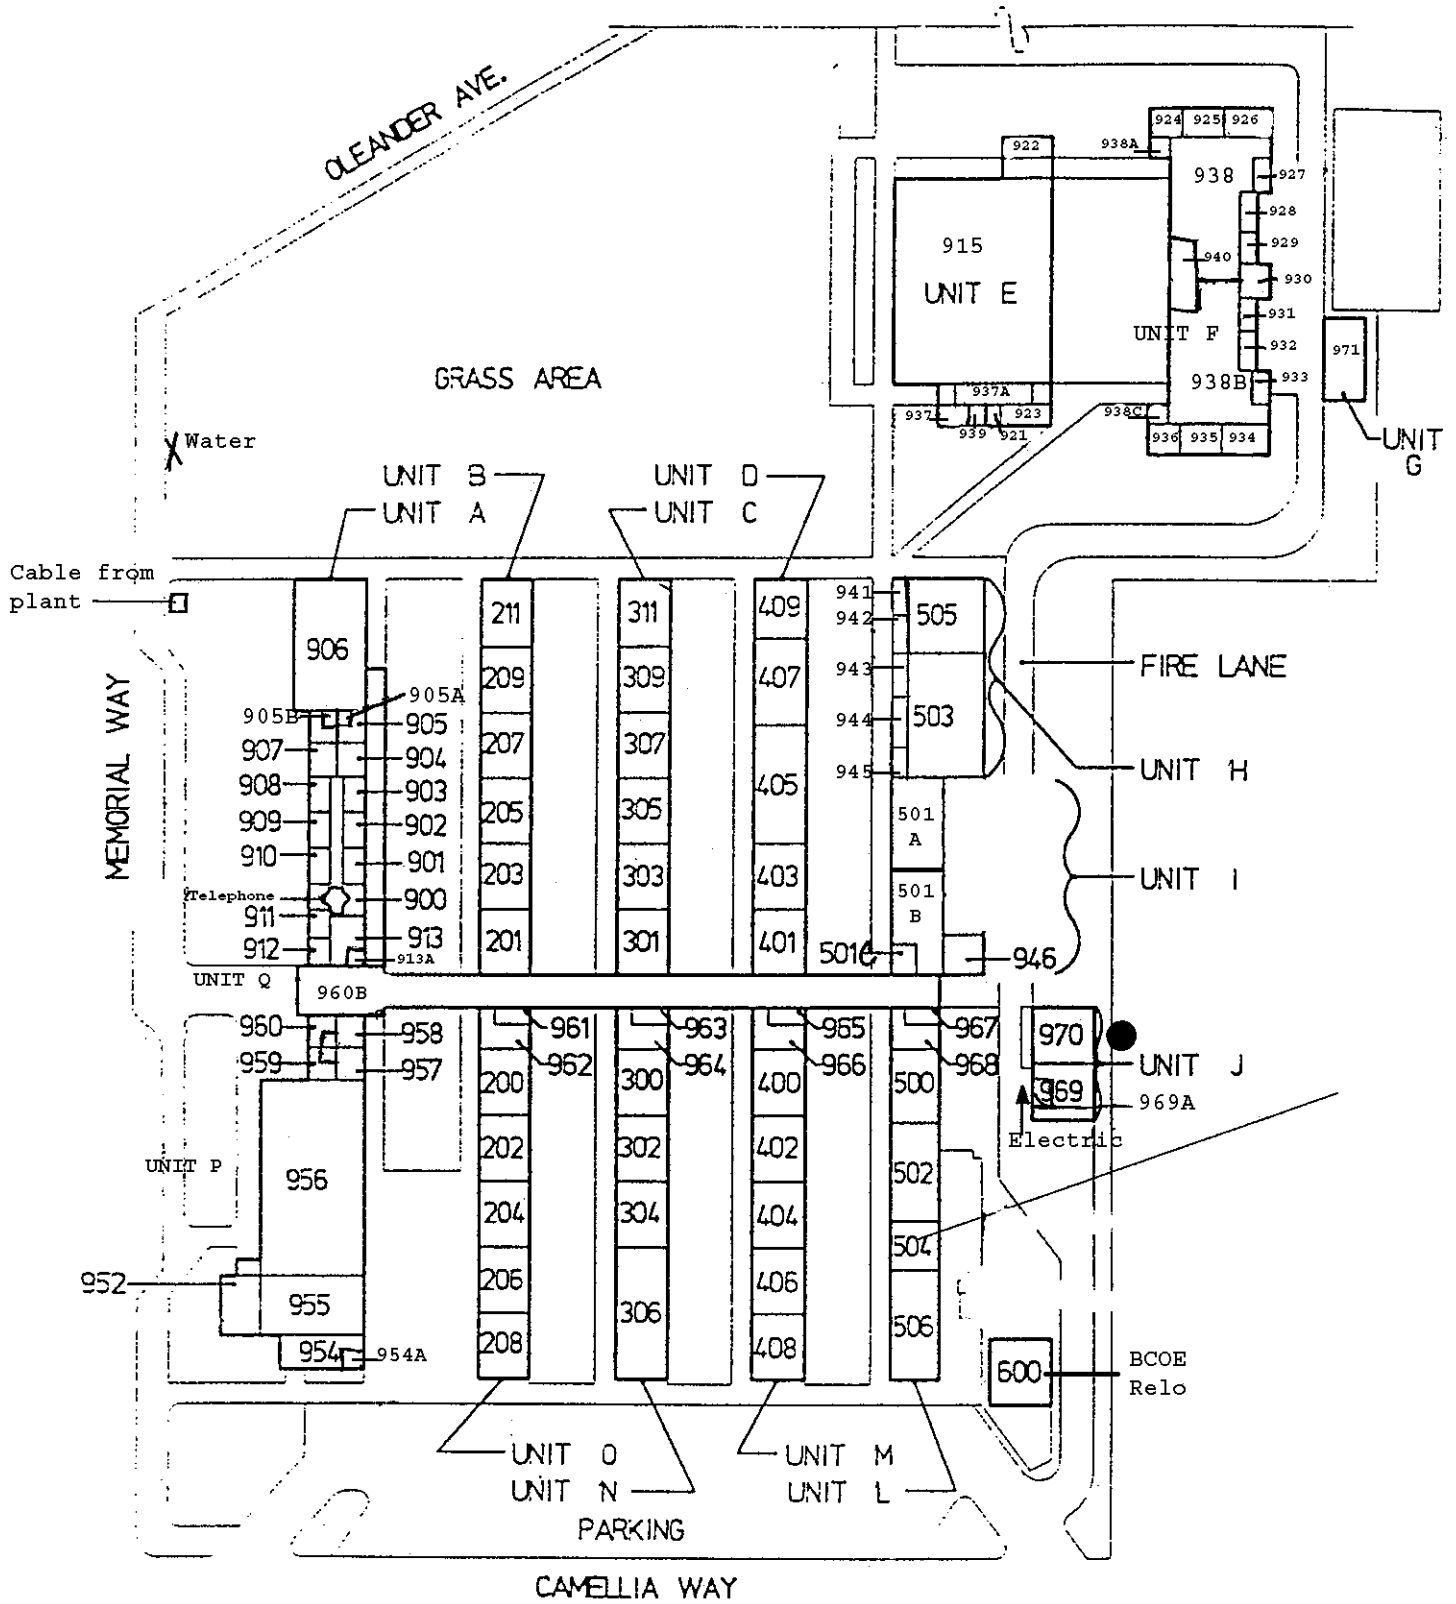 OLEANDER AVE.
924 925 926
922
938A
938
927
928
915
929
940
930
UNIT E
931
UNIT F
932
971
GRASS AREA
937A
938B
933
937
923
938C
939
921
936 935 934
UNIT
G
Water
UNIT B
UNIT A
UNIT D
UNIT C
Cable from
plant
211
311
409
941
942
505
906
209
309
407
943
FIRE LANE
905A
905B
905
207
307
944
503
907
904
MEMORIAL WAY
945
UNIT H
908
903
205
305
405
501
A
909
902
910
901
203
303
403
UNIT I
Telephone
900
501
B
911
912
913
913A
201
301
401
501C
946
UNIT Q
960B
960
958
961
963
965
967
970
959
957
962
964
966
968
UNIT J
200
300
400
500
969
969A
Electric
UNIT P
956
202
302
402
502
204
304
404
504
952
955
206
306
406
506
208
408
954
954A
600
BCOE
Relo
UNIT O
UNIT N
UNIT M
UNIT L
PARKING
CAMELLIA WAY